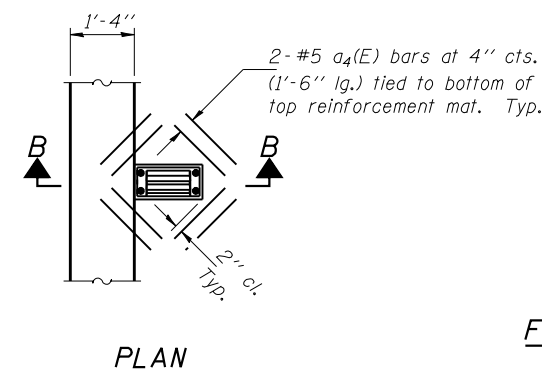 1'-4"
2-#5 a4(E) bars at 4" cts.
(1'-6" lg.) tied to bottom of
top reinforcement mat. Typ.
B
B
2" cl.
Typ.
PLAN
F